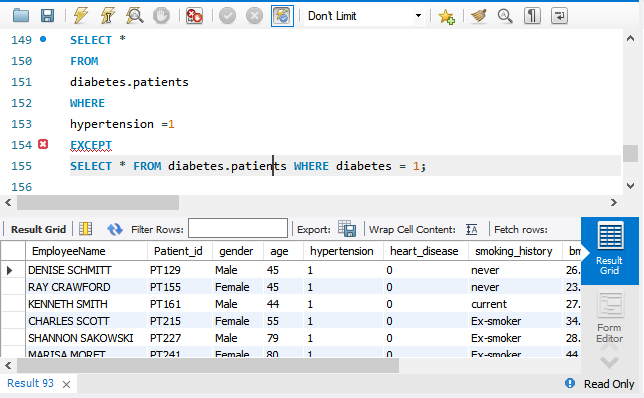 Don't Limit
149 SELECT *
150 FROM
151 diabetes.patients
152 WHERE
153 hypertension =1
154 EXCEPT
155 SELECT * FROM diabetes.patients WHERE diabetes = 1;
156
Result Grid Filter Rows: Export: Wrap Cell Content: Fetch rows:
EmployeeName Patient_id gender age hypertension heart_disease smoking_history bm
DENISE SCHMITT PT129 Male 45 1 0 never 26.
RAY CRAWFORD PT155 Female 45 1 0 never 23.
KENNETH SMITH PT161 Male 44 1 0 current 27.
CHARLES SCOTT PT215 Female 55 1 0 Ex-smoker 34.
SHANNON SAKOWSKI PT227 Male 79 1 0 Ex-smoker 28.
MARISA MORET PT241 Female 80 1 0 Ex-smoker 44
Result
Grid
Form
Editor
Result 93 Read Only